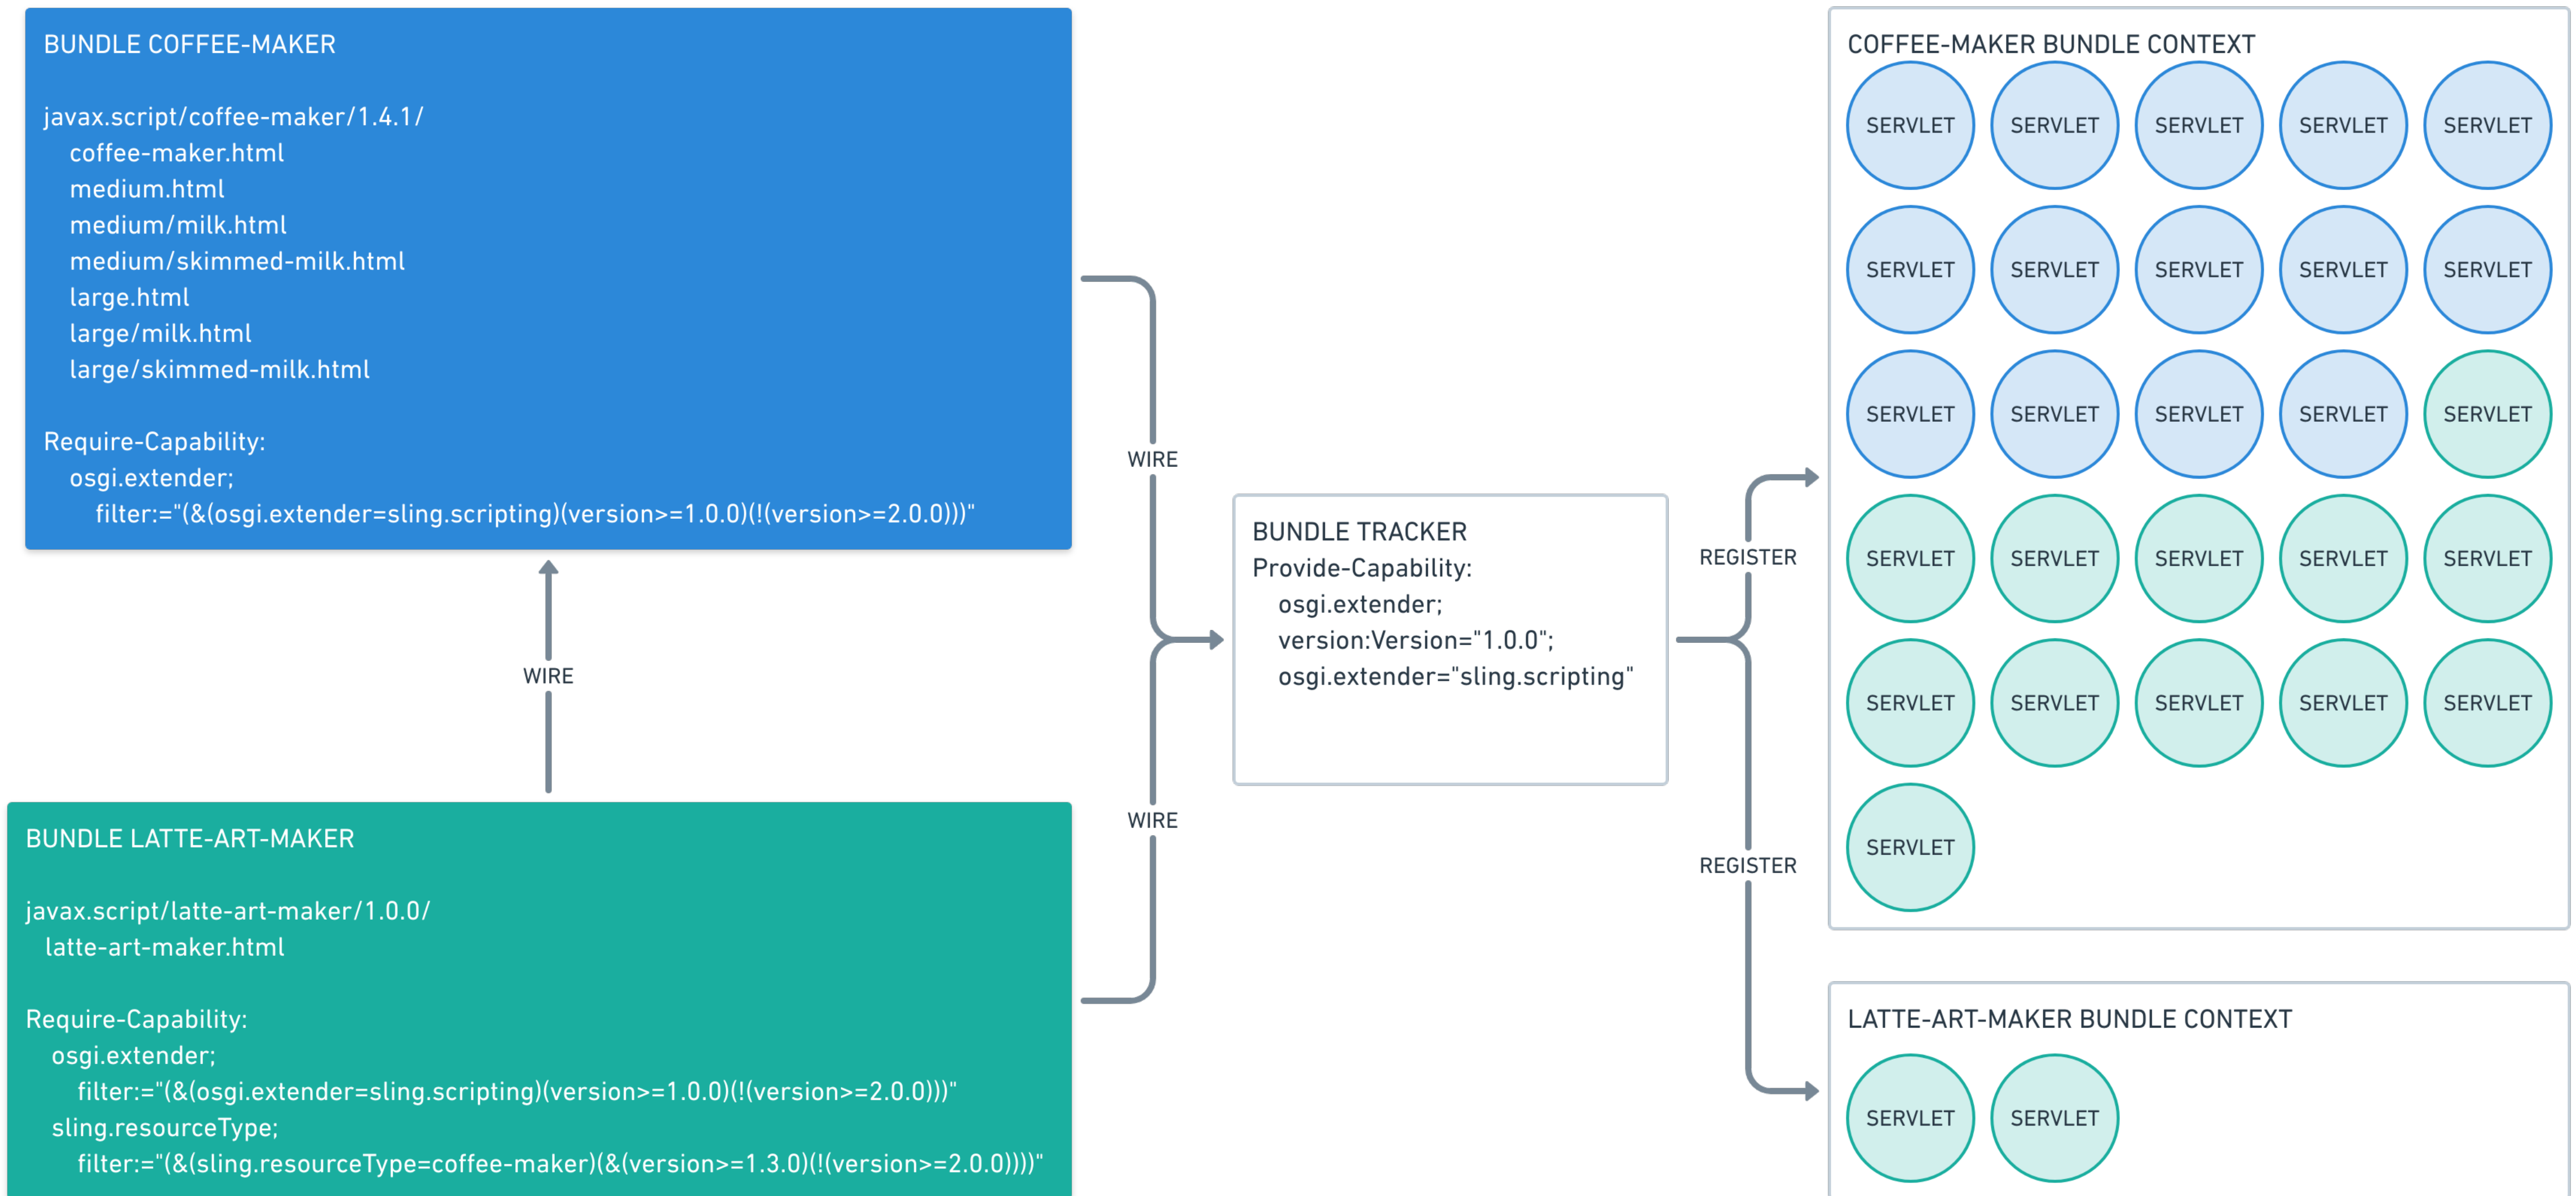 BUNDLE COFFEE-MAKER
javax.script/coffee-maker/1.4.1/
coffee-maker.html
medium.html
medium/milk.html
medium/skimmed-milk.html
large.html
large/milk.html
large/skimmed-milk.html
Require-Capability:
osgi.extender;
filter:="(&(osgi.extender=sling.scripting)(version>=1.0.0)(!(version>=2.0.0)))"
WIRE
BUNDLE LATTE-ART-MAKER
javax.script/latte-art-maker/1.0.0/
latte-art-maker.html
Require-Capability:
osgi.extender;
filter:="(&(osgi.extender=sling.scripting)(version>=1.0.0)(!(version>=2.0.0)))"
sling.resourceType;
filter:="(&(sling.resourceType=coffee-maker)(&(version>=1.3.0)(!(version>=2.0.0))))"
WIRE
WIRE
BUNDLE TRACKER
Provide-Capability:
osgi.extender;
version:Version="1.0.0";
osgi.extender="sling.scripting"
REGISTER
REGISTER
COFFEE-MAKER BUNDLE CONTEXT
SERVLET SERVLET SERVLET SERVLET SERVLET
SERVLET SERVLET SERVLET SERVLET SERVLET
SERVLET SERVLET SERVLET SERVLET SERVLET
SERVLET SERVLET SERVLET SERVLET SERVLET
SERVLET SERVLET SERVLET SERVLET SERVLET
SERVLET
LATTE-ART-MAKER BUNDLE CONTEXT
SERVLET SERVLET